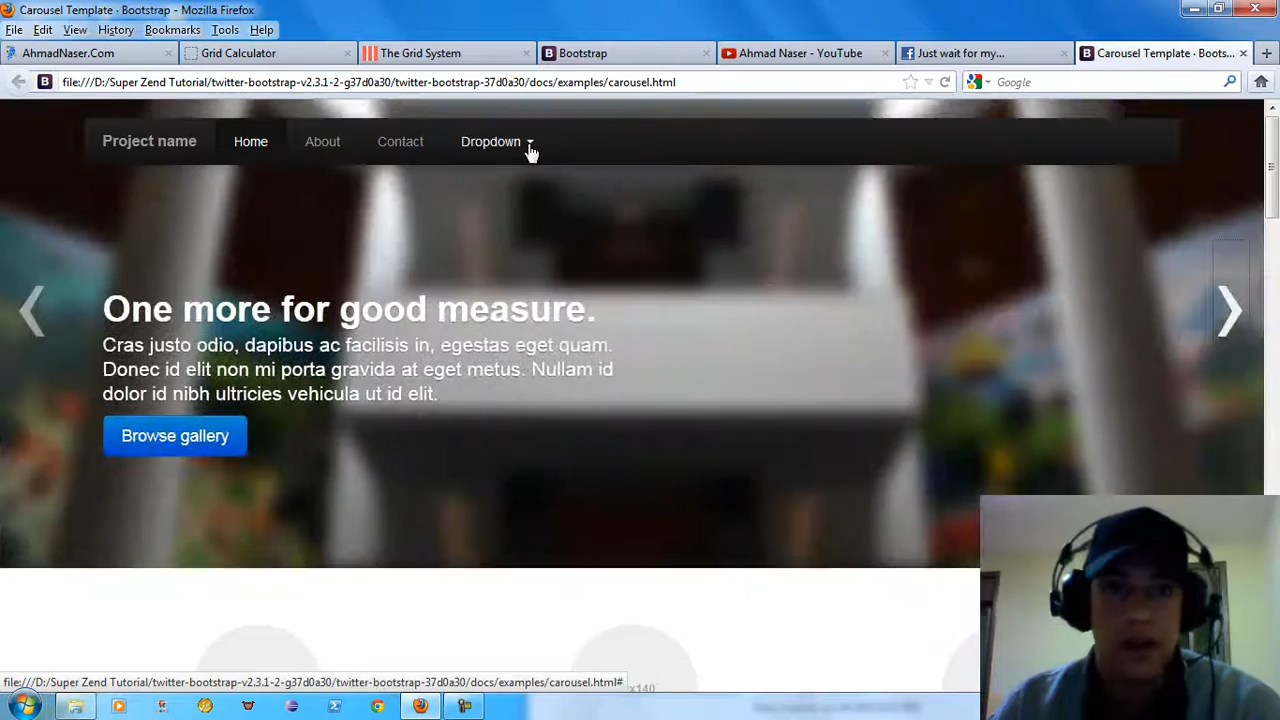 Carousel Template · Bootstrap - Mozilla Firefox
File Edit View History Bookmarks Tools Help
AhmadNaser.Com
Grid Calculator
The Grid System
Bootstrap
Ahmad Naser - YouTube
Just wait for my...
Carousel Template · Boots...
file:///D:/Super Zend Tutorial/twitter-bootstrap-v2.3.1-2-g37d0a30/twitter-bootstrap-37d0a30/docs/examples/carousel.html
Google
Project name Home About Contact Dropdown
One more for good measure.
Cras justo odio, dapibus ac facilisis in, egestas eget quam.
Donec id elit non mi porta gravida at eget metus. Nullam id
dolor id nibh ultricies vehicula ut id elit.
Browse gallery
file:///D:/Super Zend Tutorial/twitter-bootstrap-v2.3.1-2-g37d0a30/twitter-bootstrap-37d0a30/docs/examples/carousel.html#
x140